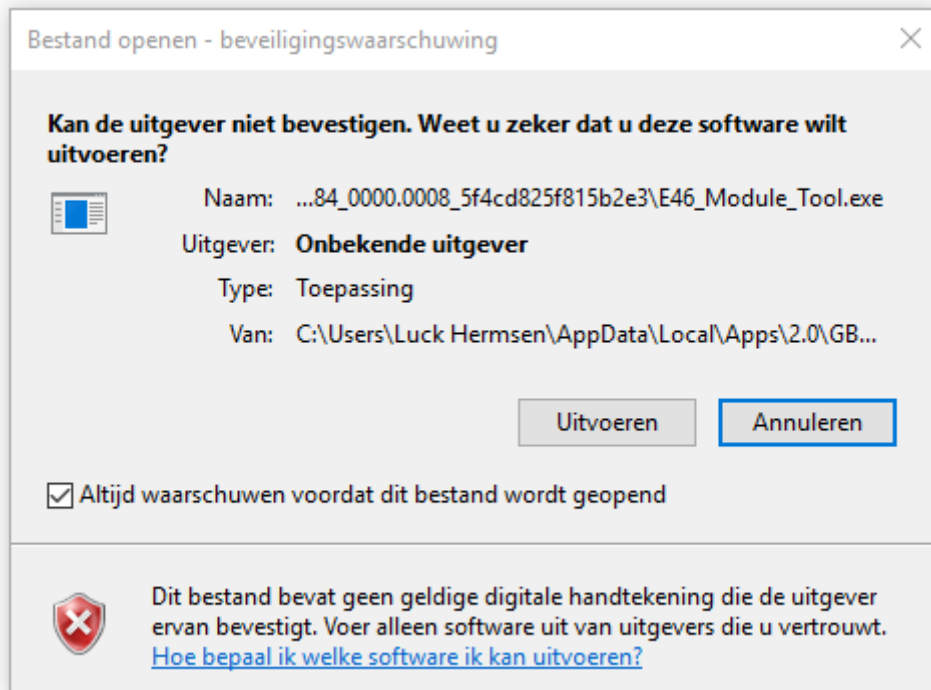 Bestand openen - beveiligingswaarschuwing
Kan de uitgever niet bevestigen. Weet u zeker dat u deze software wilt
uitvoeren?
Naam: ...84_0000.0008_5f4cd825f815b2e3\E46_Module_Tool.exe
Uitgever: Onbekende uitgever
Type: Toepassing
Van: C:\Users\Luck Hermsen\AppData\Local\Apps\2.0\GB...
Uitvoeren Annuleren
Altijd waarschuwen voordat dit bestand wordt geopend
Dit bestand bevat geen geldige digitale handtekening die de uitgever
ervan bevestigt. Voer alleen software uit van uitgevers die u vertrouwt.
Hoe bepaal ik welke software ik kan uitvoeren?